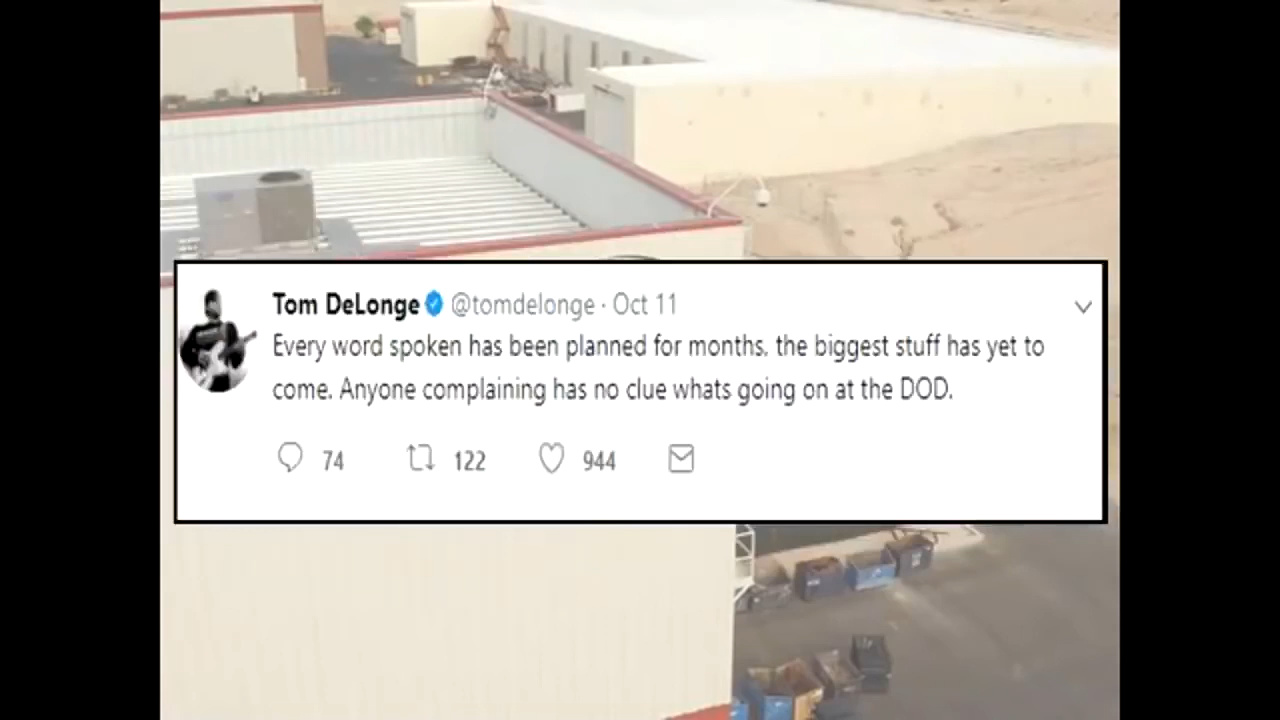 Tom DeLonge @tomdelonge · Oct 11
Every word spoken has been planned for months, the biggest stuff has yet to
come. Anyone complaining has no clue whats going on at the DOD.
74 122 944